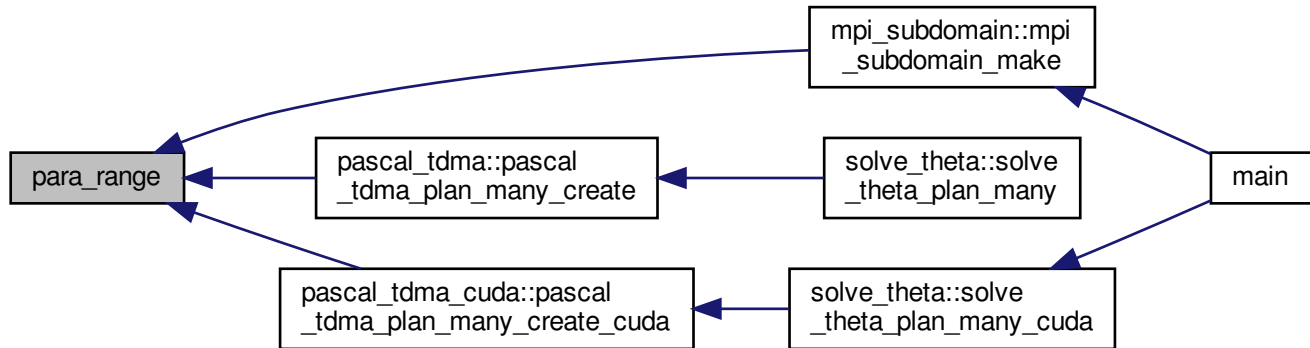 mpi_subdomain::mpi
_subdomain_make
para_range
pascal_tdma::pascal
_tdma_plan_many_create
solve_theta::solve
_theta_plan_many
main
pascal_tdma_cuda::pascal
_tdma_plan_many_create_cuda
solve_theta::solve
_theta_plan_many_cuda